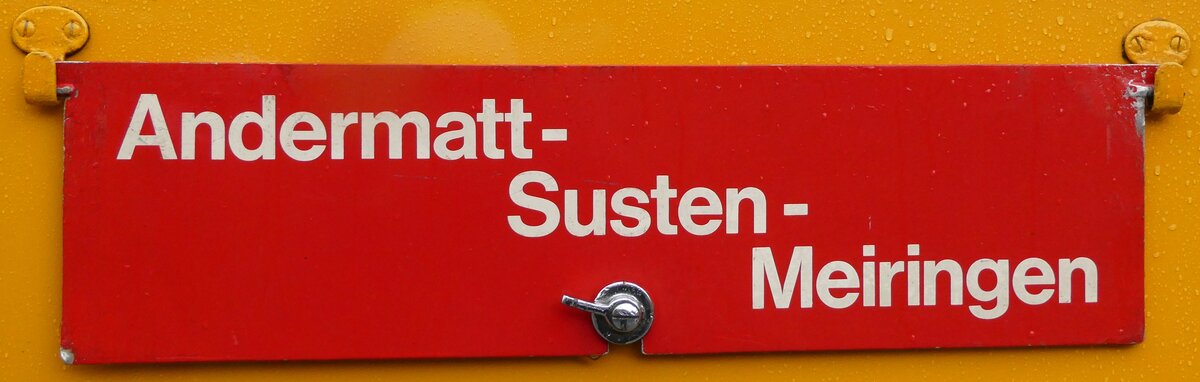 Andermatt-
Susten-
Meiringen